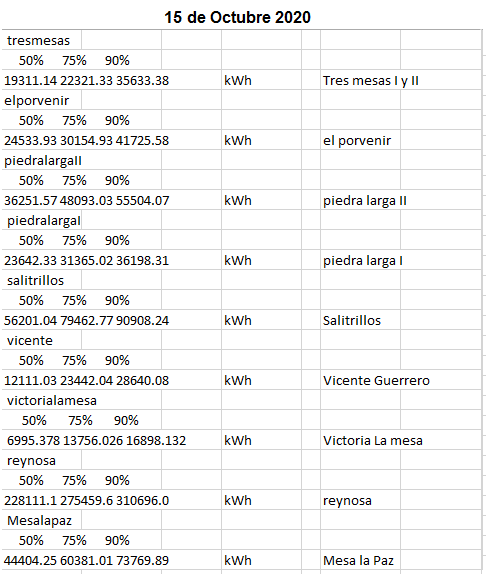 15 de Octubre 2020
tresmesas
50% 75% 90%
19311.14 22321.33 35633.38 kWh Tres mesas I y II
elporvenir
50% 75% 90%
24533.93 30154.93 41725.58 kWh el porvenir
piedralargaII
50% 75% 90%
36251.57 48093.03 55504.07 kWh piedra larga II
piedralargaI
50% 75% 90%
23642.33 31365.02 36198.31 kWh piedra larga I
salitrillos
50% 75% 90%
56201.04 79462.77 90908.24 kWh Salitrillos
vicente
50% 75% 90%
12111.03 23442.04 28640.08 kWh Vicente Guerrero
victorialamesa
50% 75% 90%
6995.378 13756.026 16898.132 kWh Victoria La mesa
reynosa
50% 75% 90%
228111.1 275459.6 310696.0 kWh reynosa
Mesalapaz
50% 75% 90%
44404.25 60381.01 73769.89 kWh Mesa la Paz